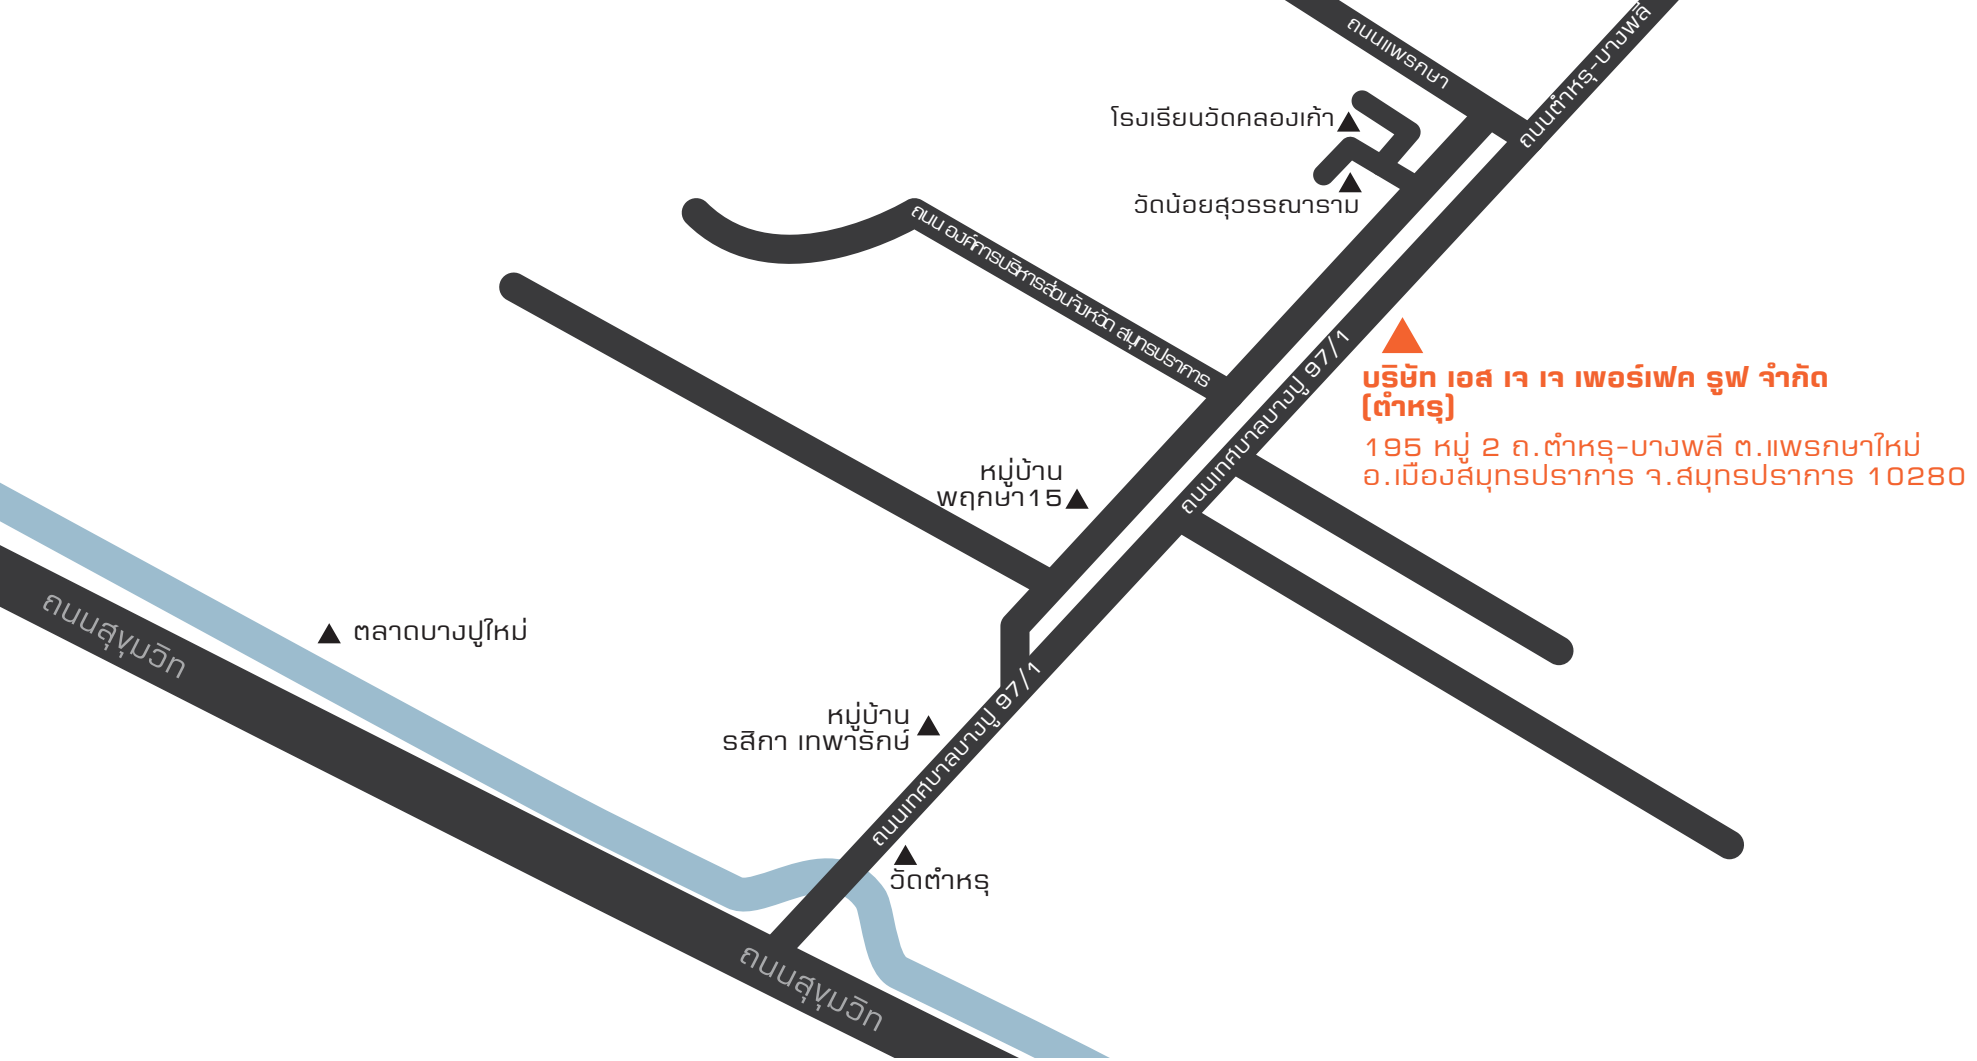 ถนนแพรกษา
ถนนตำหรุ-บางพลี
โรงเรียนวัดคลองเก้า
วัดน้อยสุวรรณาราม
ถนน องค์การบริหารส่วนจังหวัด สมุทรปราการ
ถนนเทศบาลบางปู 97/1
บริษัท เอส เจ เจ เพอร์เฟค รูฟ จำกัด
(ตำหรุ)
195 หมู่ 2 ถ.ตำหรุ-บางพลี ต.แพรกษาใหม่
อ.เมืองสมุทรปราการ จ.สมุทรปราการ 10280
หมู่บ้าน
พฤกษา15
ถนนสุขุมวิท
ตลาดบางปูใหม่
หมู่บ้าน
รสิกา เทพารักษ์
ถนนเทศบาลบางปู 97/1
วัดตำหรุ
ถนนสุขุมวิท